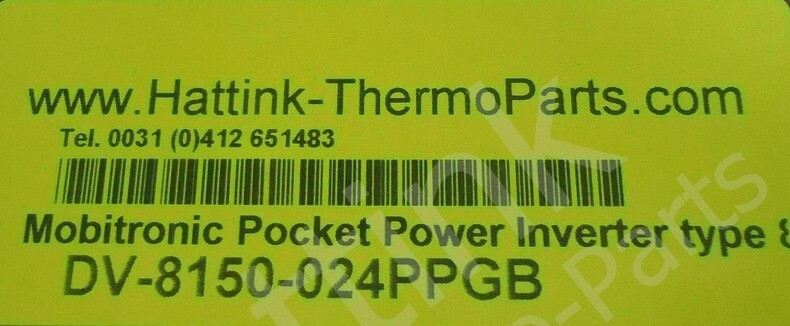 www.Hattink-ThermoParts.com
Tel. 0031 (0)412 651483
Mobitronic Pocket Power Inverter type
DV-8150-024PPGB